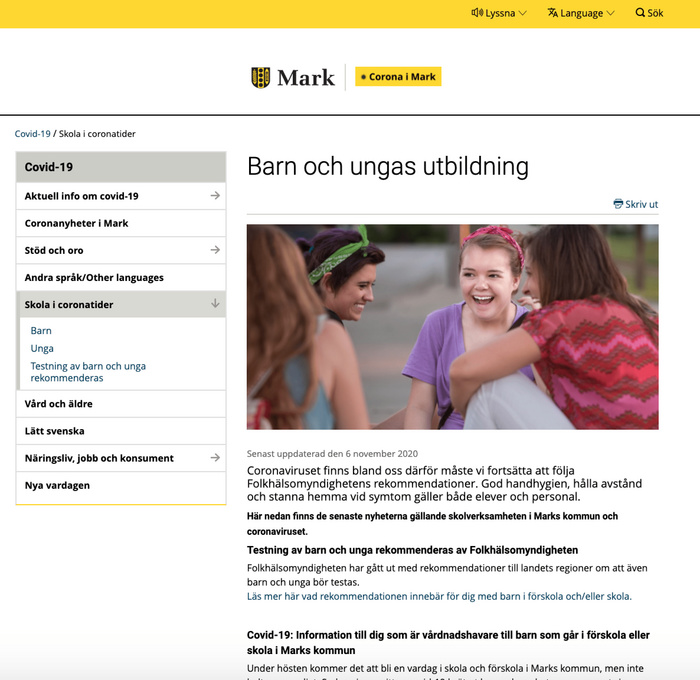 Lyssna
Language
Sök
Mark
Corona i Mark
Covid-19 / Skola i coronatider
Covid-19
Aktuell info om covid-19
Coronanyheter i Mark
Stöd och oro
Andra språk/Other languages
Skola i coronatider
Barn
Unga
Testning av barn och unga
rekommenderas
Vård och äldre
Lätt svenska
Näringsliv, jobb och konsument
Nya vardagen
Barn och ungas utbildning
Skriv ut
Senast uppdaterad den 6 november 2020
Coronaviruset finns bland oss därför måste vi fortsätta att följa
Folkhälsomyndighetens rekommendationer. God handhygien, hålla avstånd
och stanna hemma vid symtom gäller både elever och personal.
Här nedan finns de senaste nyheterna gällande skolverksamheten i Marks kommun och
coronaviruset.
Testning av barn och unga rekommenderas av Folkhälsomyndigheten
Folkhälsomyndigheten har gått ut med rekommendationer till landets regioner om att även
barn och unga bör testas.
Läs mer här vad rekommendationen innebär för dig med barn i förskola och/eller skola.
Covid-19: Information till dig som är vårdnadshavare till barn som går i förskola eller
skola i Marks kommun
Under hösten kommer det att bli en vardag i skola och förskola i Marks kommun, men inte